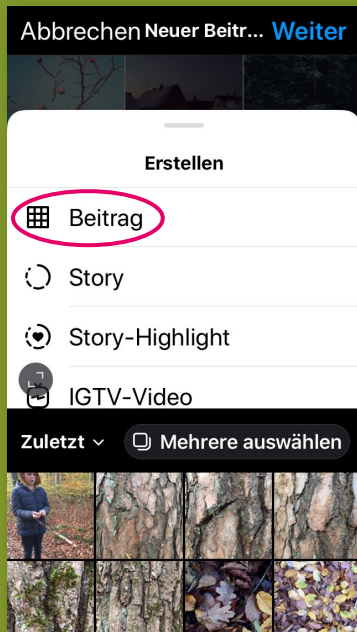 Abbrechen Neuer Beitr... Weiter
Erstellen
Beitrag
Story
Story-Highlight
IGTV-Video
Zuletzt Mehrere auswählen